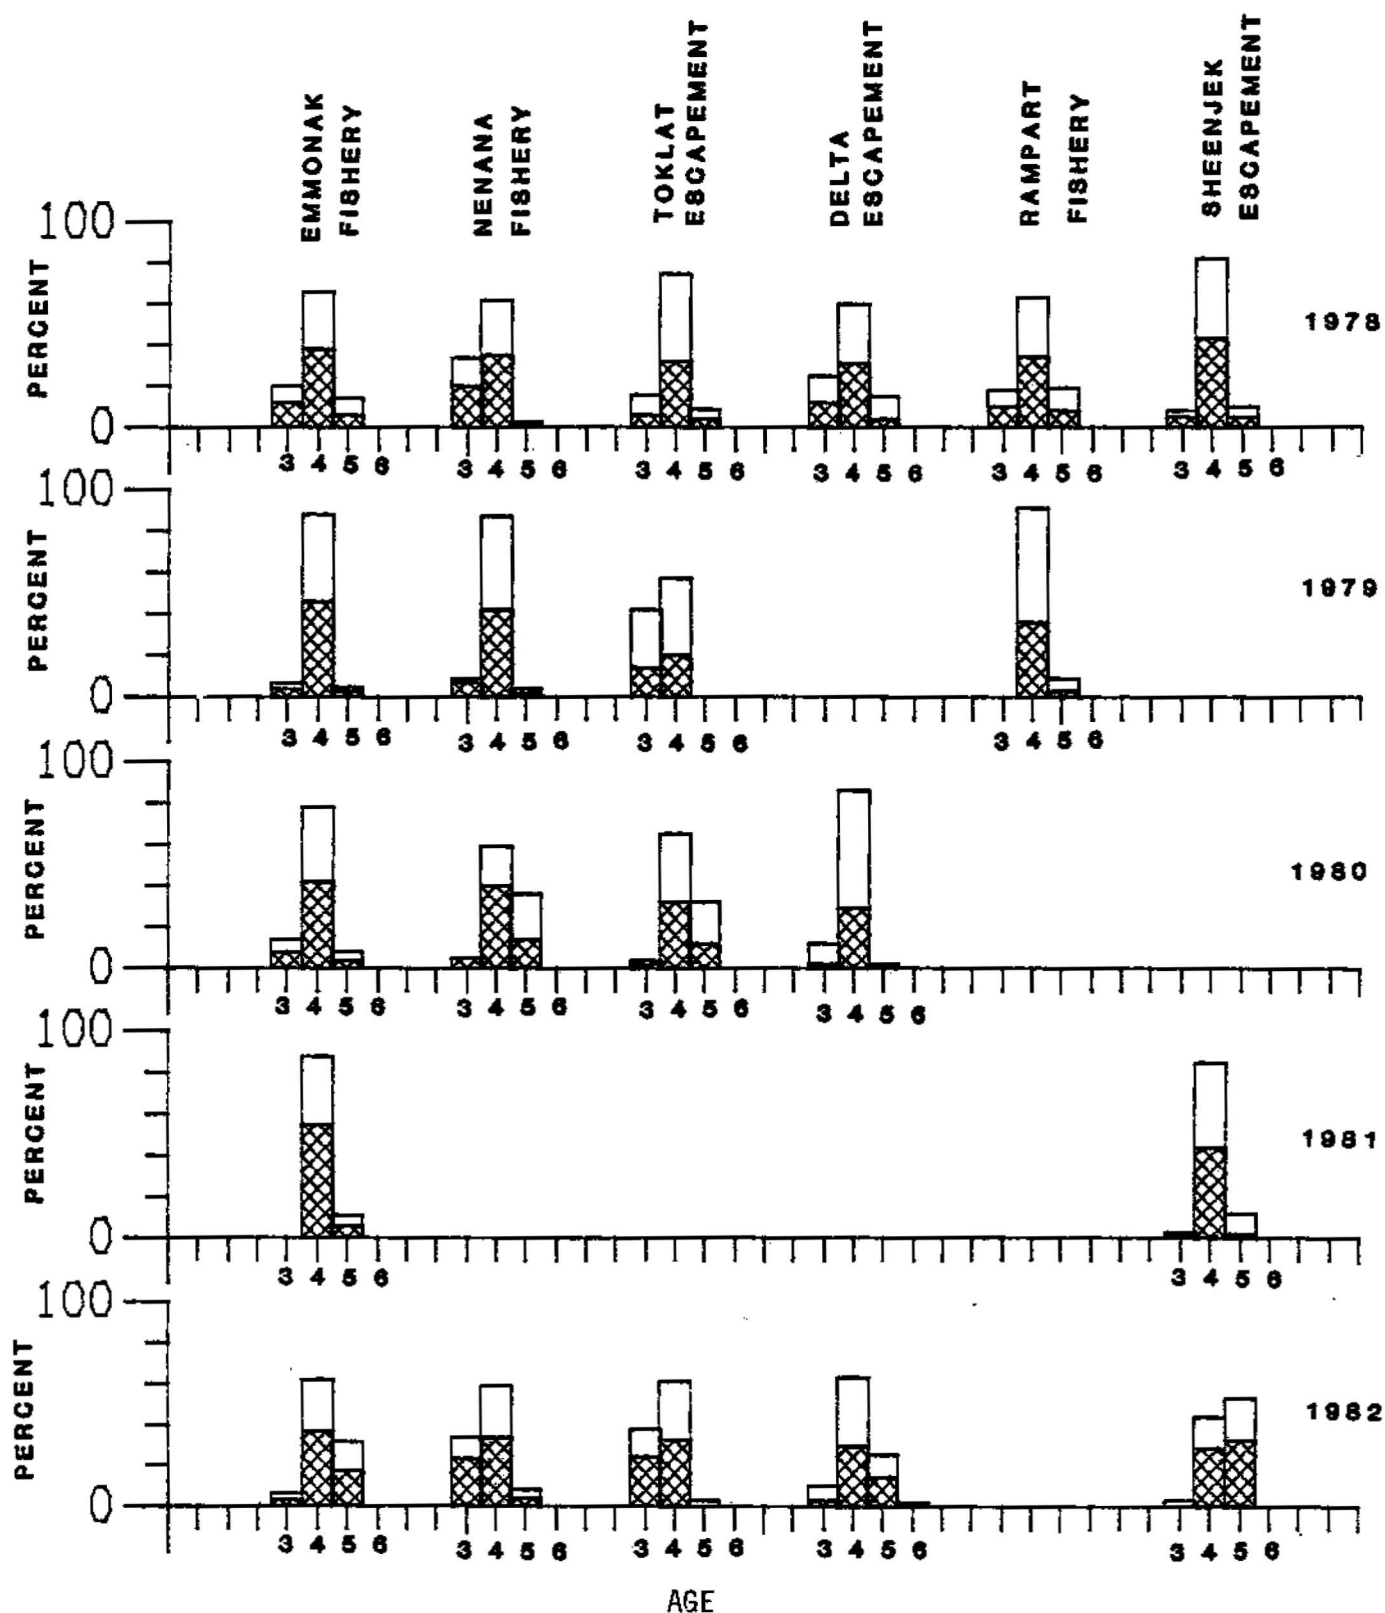 EMMONAK
FISHERY
NENANA
FISHERY
TOKLAT
ESCAPEMENT
DELTA
ESCAPEMENT
RAMPART
FISHERY
SHEENJEK
ESCAPEMENT
100
PERCENT
0
1978
3 4 5 6 3 4 5 6 3 4 5 6 3 4 5 6 3 4 5 6 3 4 5 6
100
PERCENT
0
1979
3 4 5 6 3 4 5 6 3 4 5 6 3 4 5 6
100
PERCENT
0
1980
3 4 5 6 3 4 5 6 3 4 5 6 3 4 5 6
100
PERCENT
0
1981
3 4 5 6 3 4 5 6
100
PERCENT
0
1982
3 4 5 6 3 4 5 6 3 4 5 6 3 4 5 6 3 4 5 6
AGE